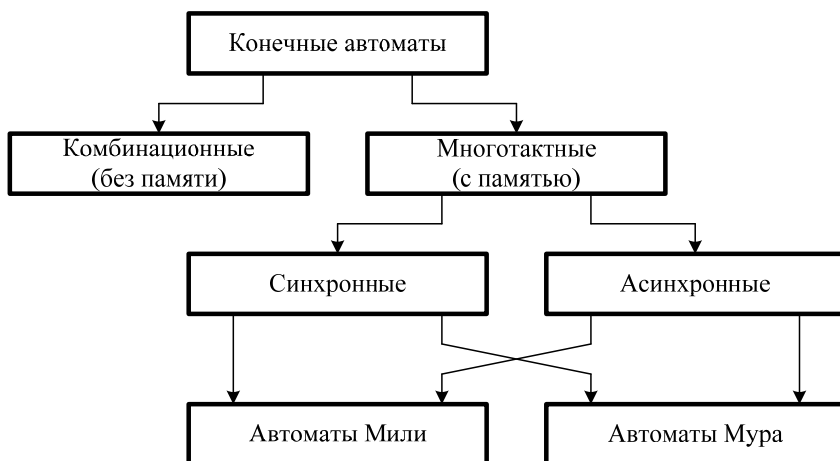 Конечные автоматы
Комбинационные
(без памяти)
Многотактные
(с памятью)
Синхронные
Асинхронные
Автоматы Мили
Автоматы Мура